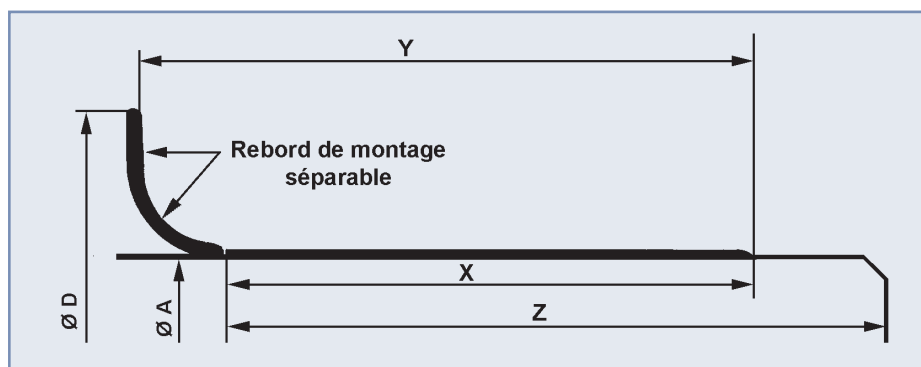 Y
Rebord de montage
séparable
X
Z
Ø D
Ø A